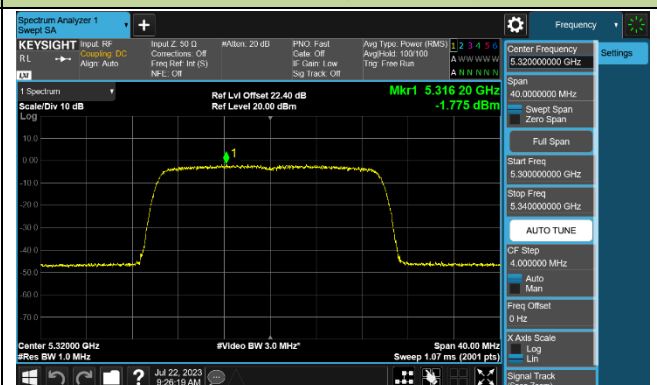 Spectrum Analyzer 1
Swept SA
+
Frequency
KEYSIGHT
RL
LXI
Input: RF
Coupling: DC
Align: Auto
Input Z: 50 Ω
Corrections: Off
Freq Ref: Int (S)
NFE: Off
#Atten: 20 dB
PNO: Fast
Gate: Off
IF Gain: Low
Sig Track: Off
Avg Type: Power (RMS)
Avg|Hold: 100/100
Trig: Free Run
1 2 3 4 5 6
A W W W W W
A N N N N N
1 Spectrum
Scale/Div 10 dB
Log
Ref Lvl Offset 22.40 dB
Ref Level 20.00 dBm
Mkr1 5.316 20 GHz
-1.775 dBm
10.0
0.00
-10.0
-20.0
-30.0
-40.0
-50.0
-60.0
-70.0
1
Center 5.32000 GHz
#Res BW 1.0 MHz
#Video BW 3.0 MHz*
Span 40.00 MHz
Sweep 1.07 ms (2001 pts)
?
Jul 22, 2023
9:26:19 AM
Center Frequency
5.320000000 GHz
Settings
Span
40.0000000 MHz
Swept Span
Zero Span
Full Span
Start Freq
5.300000000 GHz
Stop Freq
5.340000000 GHz
AUTO TUNE
CF Step
4.000000 MHz
Auto
Man
Freq Offset
0 Hz
X Axis Scale
Log
Lin
Signal Track
(Span Zoom)